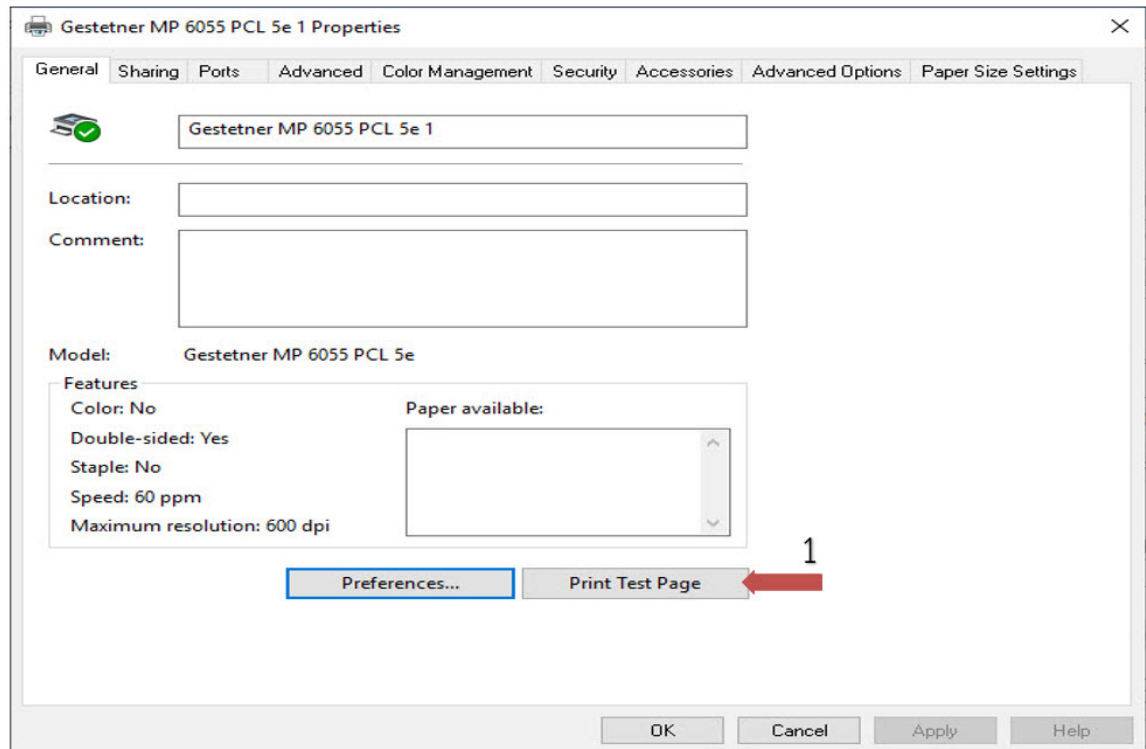 Gestetner MP 6055 PCL 5e 1 Properties
General Sharing Ports Advanced Color Management Security Accessories Advanced Options Paper Size Settings
Gestetner MP 6055 PCL 5e 1
Location:
Comment:
Model: Gestetner MP 6055 PCL 5e
Features
Color: No Paper available:
Double-sided: Yes
Staple: No
Speed: 60 ppm
Maximum resolution: 600 dpi
1
Preferences... Print Test Page
OK Cancel Apply Help